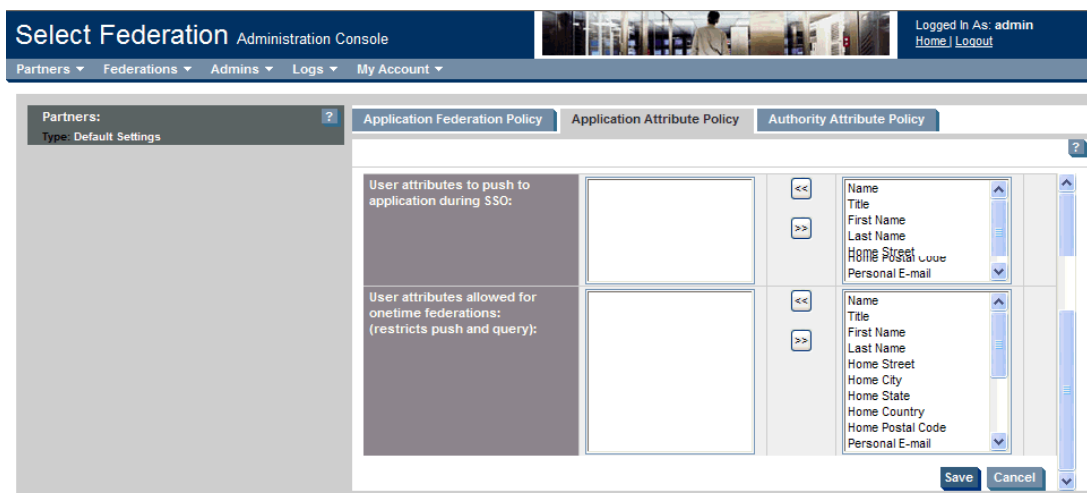 Select Federation Administration Console
Logged In As: admin
Home | Logout
Partners Federations Admins Logs My Account
Partners: ?
Type: Default Settings
Application Federation Policy Application Attribute Policy Authority Attribute Policy
?
User attributes to push to
application during SSO:
<<
>>
Name
Title
First Name
Last Name
Home Street
Home Postal Code
Personal E-mail
User attributes allowed for
onetime federations:
(restricts push and query):
<<
>>
Name
Title
First Name
Last Name
Home Street
Home City
Home State
Home Country
Home Postal Code
Personal E-mail
Save Cancel